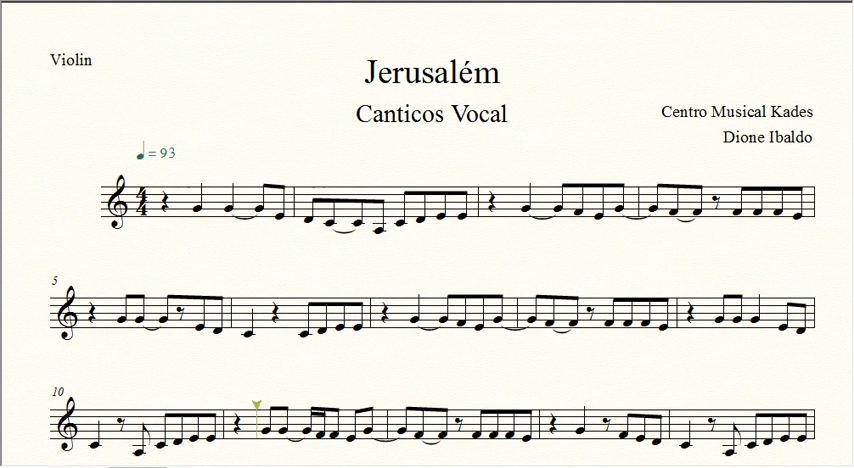 Violin
Jerusalém
Canticos Vocal
Centro Musical Kades
Dione Ibaldo
= 93
4
4
5
10